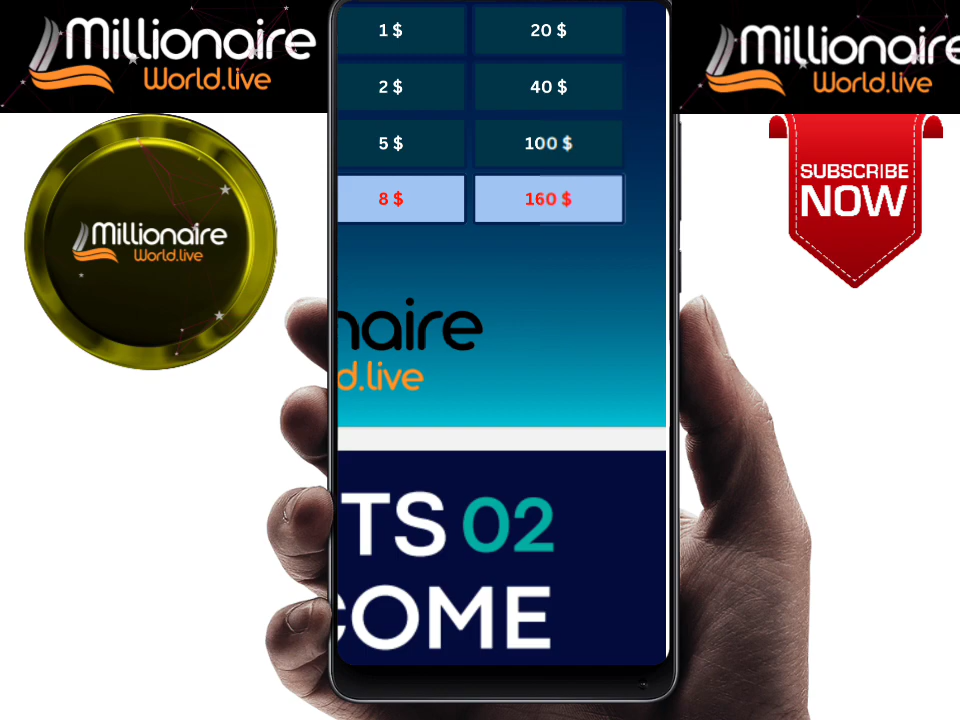 Millionaire
World.live
Millionaire
World.live
1 $ 20 $
2 $ 40 $
5 $ 100 $
8 $ 160 $
SUBSCRIBE
NOW
Millionaire
World.live
naire
d.live
TS 02
COME